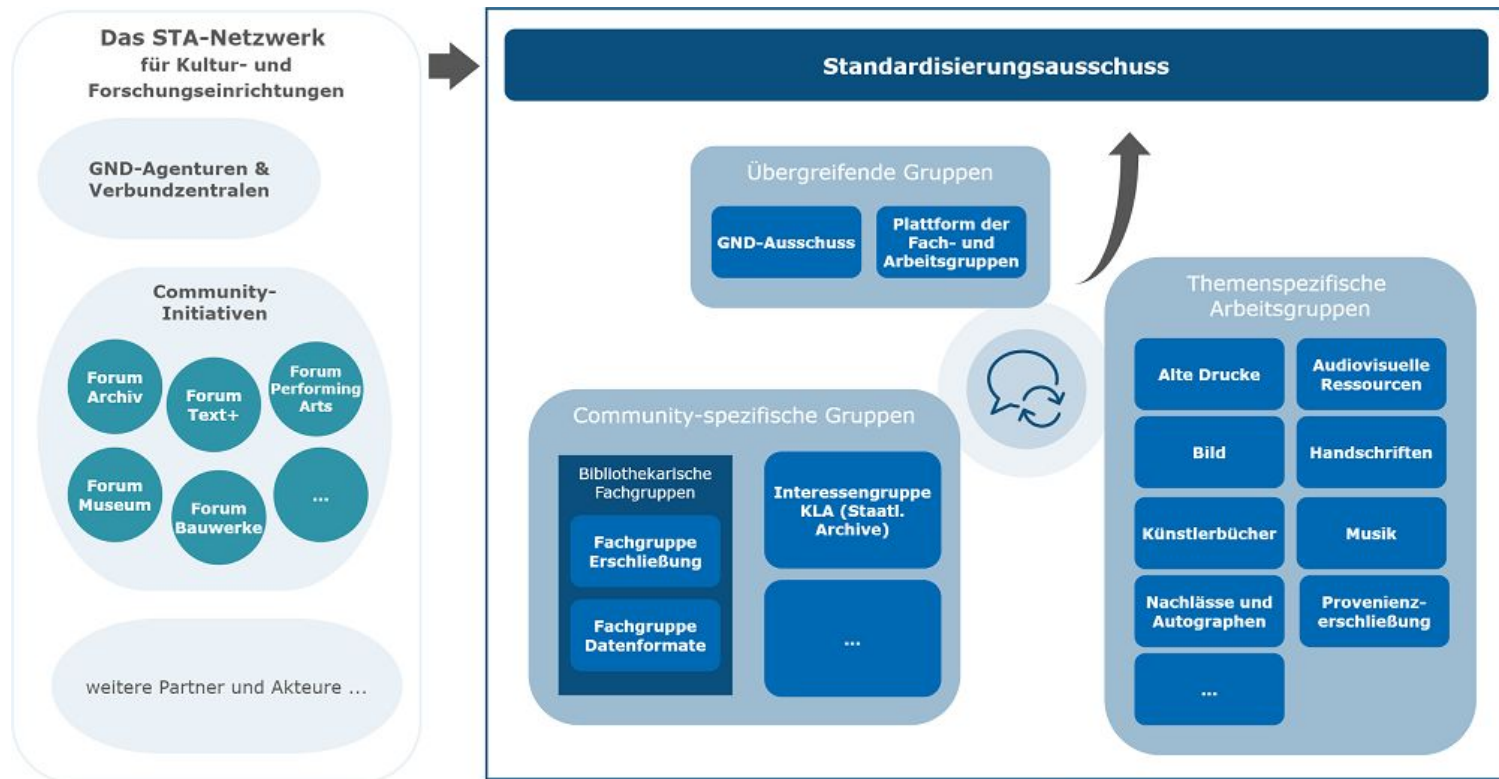 Das STA-Netzwerk
für Kultur- und
Forschungseinrichtungen
GND-Agenturen &
Verbundzentralen
Community-
Initiativen
Forum
Archiv
Forum
Text+
Forum
Performing
Arts
Forum
Museum
Forum
Bauwerke
...
weitere Partner und Akteure ...
Standardisierungsausschuss
Übergreifende Gruppen
GND-Ausschuss
Plattform der
Fach- und
Arbeitsgruppen
Community-spezifische Gruppen
Bibliothekarische
Fachgruppen
Fachgruppe
Erschließung
Fachgruppe
Datenformate
Interessengruppe
KLA (Staatl.
Archive)
...
Themenspezifische
Arbeitsgruppen
Alte Drucke
Audiovisuelle
Ressourcen
Bild
Handschriften
Künstlerbücher
Musik
Nachlässe und
Autographen
Provenienz-
erschließung
...